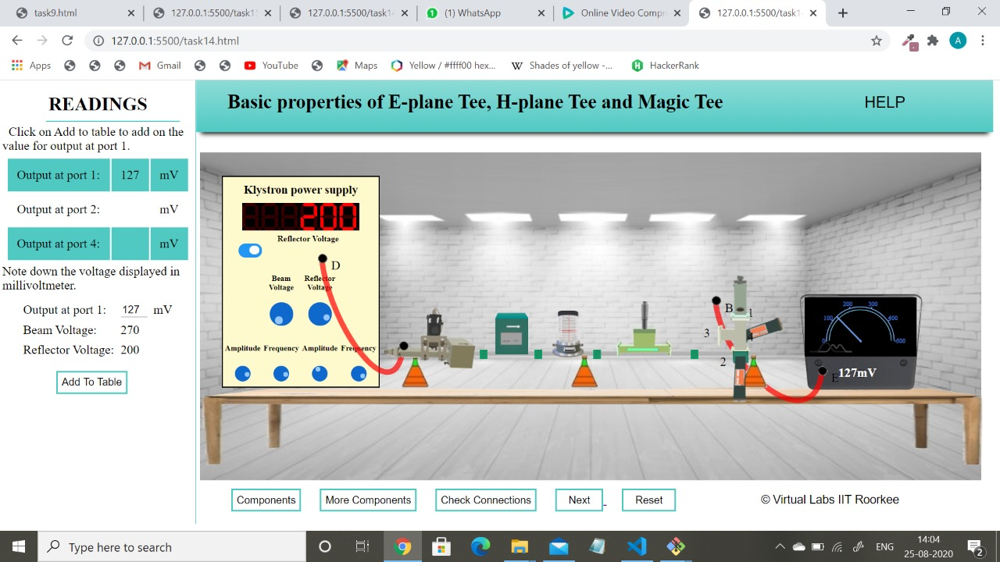 task9.html
127.0.0.1:5500/task1
127.0.0.1:5500/task14
(1) WhatsApp
Online Video Compr
127.0.0.1:5500/task1
127.0.0.1:5500/task14.html
A
Apps
Gmail
YouTube
Maps
Yellow / #ffff00 hex...
W
Shades of yellow -...
HackerRank
READINGS
Click on Add to table to add on the
value for output at port 1.
Output at port 1: 127 mV
Output at port 2: mV
Output at port 4: mV
Note down the voltage displayed in
millivoltmeter.
Output at port 1: 127 mV
Beam Voltage: 270
Reflector Voltage: 200
Add To Table
Basic properties of E-plane Tee, H-plane Tee and Magic Tee
HELP
Klystron power supply
200
Reflector Voltage
D
Beam Voltage
Reflector Voltage
Amplitude Frequency Amplitude Frequency
B
1
3
4
2
0 100 200 300 400 500
E
127mV
Components
More Components
Check Connections
Next
Reset
© Virtual Labs IIT Roorkee
Type here to search
ENG
14:04
25-08-2020
2